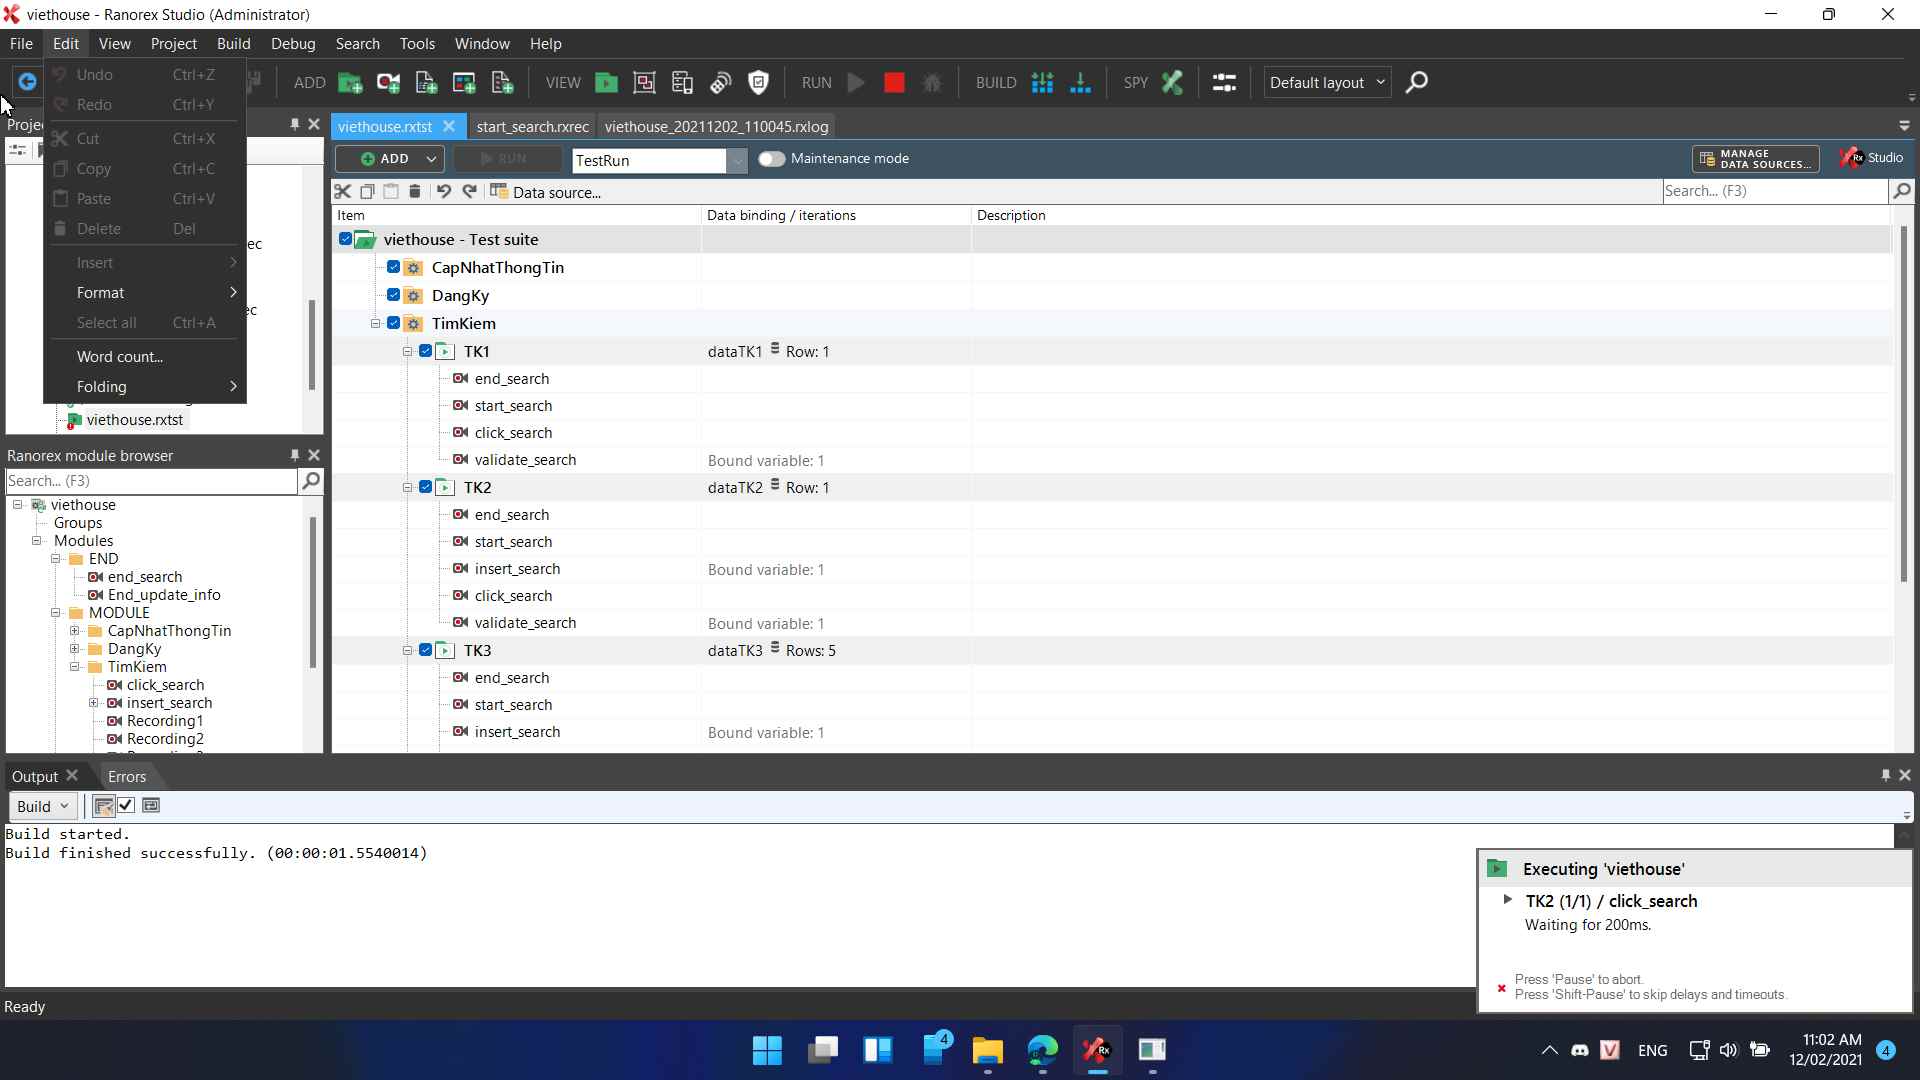 viethouse - Ranorex Studio (Administrator)
File Edit View Project Build Debug Search Tools Window Help
Undo Ctrl+Z
Redo Ctrl+Y
Cut Ctrl+X
Copy Ctrl+C
Paste Ctrl+V
Delete Del
Insert
Format
Select all Ctrl+A
Word count...
Folding
ADD VIEW RUN BUILD SPY Default layout
Projec
ec
ec
viethouse.rxtst
viethouse.rxtst start_search.rxrec viethouse_20211202_110045.rxlog
ADD RUN TestRun Maintenance mode MANAGE DATA SOURCES... Rx Studio
Data source... Search... (F3)
Item Data binding / iterations Description
viethouse - Test suite
CapNhatThongTin
DangKy
TimKiem
TK1 dataTK1 Row: 1
end_search
start_search
click_search
validate_search Bound variable: 1
TK2 dataTK2 Row: 1
end_search
start_search
insert_search Bound variable: 1
click_search
validate_search Bound variable: 1
TK3 dataTK3 Rows: 5
end_search
start_search
insert_search Bound variable: 1
Ranorex module browser
Search... (F3)
viethouse
Groups
Modules
END
end_search
End_update_info
MODULE
CapNhatThongTin
DangKy
TimKiem
click_search
insert_search
Recording1
Recording2
Output Errors
Build
Build started.
Build finished successfully. (00:00:01.5540014)
Executing 'viethouse'
TK2 (1/1) / click_search
Waiting for 200ms.
Press 'Pause' to abort.
Press 'Shift-Pause' to skip delays and timeouts.
Ready
4
Rx
V
ENG
11:02 AM
12/02/2021
4